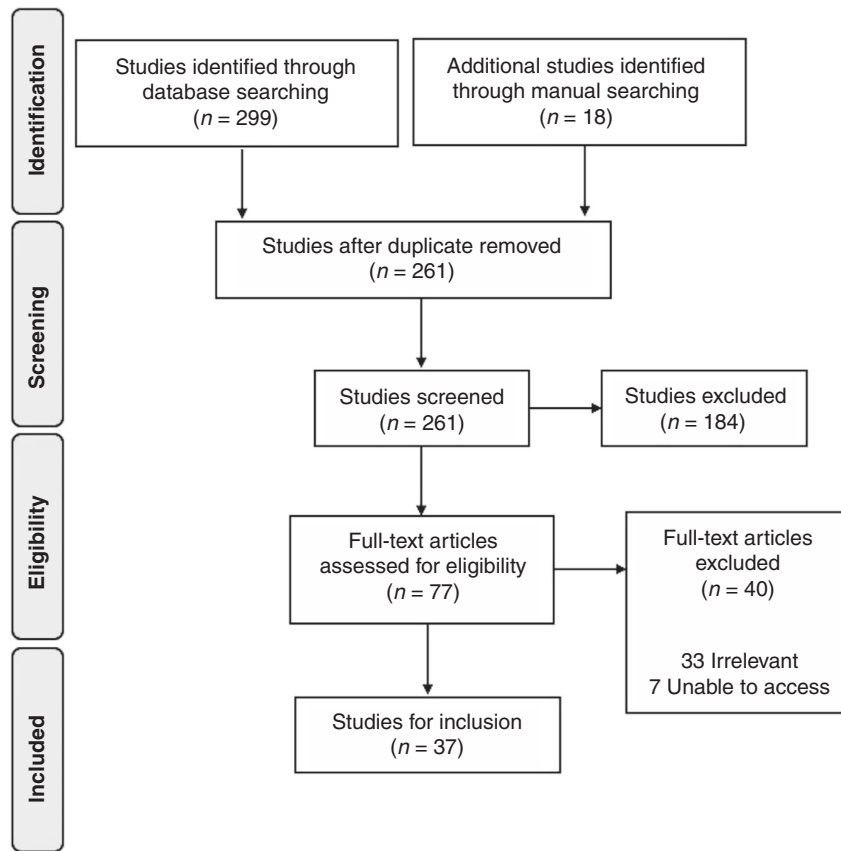 Identification
Studies identified through
database searching
(n = 299)
Additional studies identified
through manual searching
(n = 18)
Screening
Studies after duplicate removed
(n = 261)
Studies screened
(n = 261)
Studies excluded
(n = 184)
Eligibility
Full-text articles
assessed for eligibility
(n = 77)
Full-text articles
excluded
(n = 40)
33 Irrelevant
7 Unable to access
Included
Studies for inclusion
(n = 37)